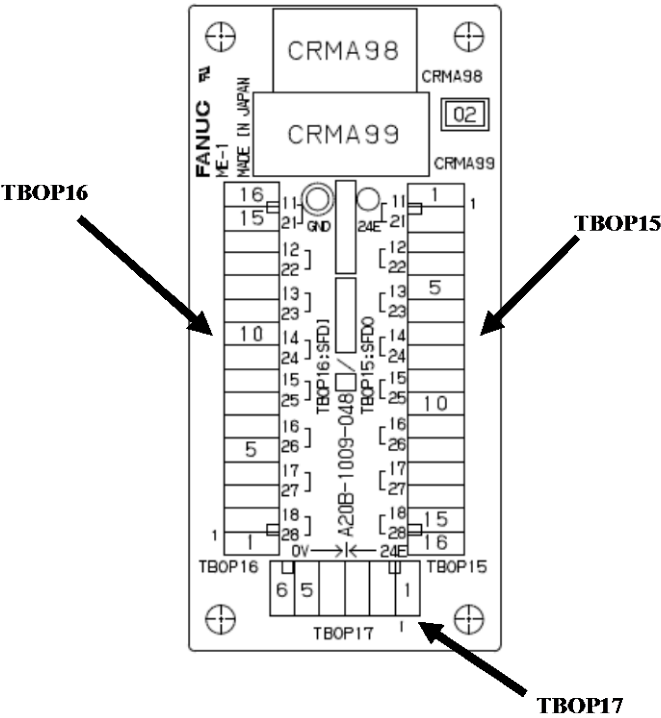 CRMA98
CRMA98
02
CRMA99
CRMA99
FANUC
ME-1
MADE IN JAPAN
TBOP16
TBOP15
16
15
10
5
1
1
11
21
12
22
13
23
14
24
15
25
16
26
17
27
18
28
GND
24E
TBOP16:SFDI
TBOP15:SFDO
A20B-1009-048
11
21
12
22
13
23
14
24
15
25
16
26
17
27
18
28
1
5
10
15
16
1
0V
24E
TBOP16
TBOP15
6 5 1
TBOP17
1
TBOP17